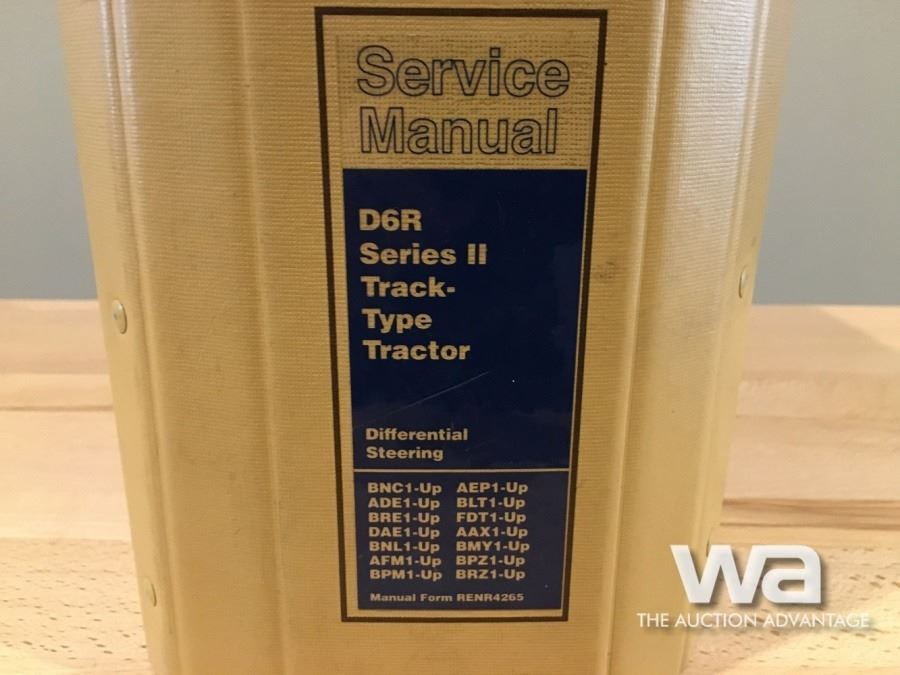 Service
Manual
D6R
Series II
Track-
Type
Tractor
Differential
Steering
BNC1-Up AEP1-Up
ADE1-Up BLT1-Up
BRE1-Up FDT1-Up
DAE1-Up AAX1-Up
BNL1-Up BMY1-Up
AFM1-Up BPZ1-Up
BPM1-Up BRZ1-Up
Manual Form RENR4265
wa
THE AUCTION ADVANTAGE